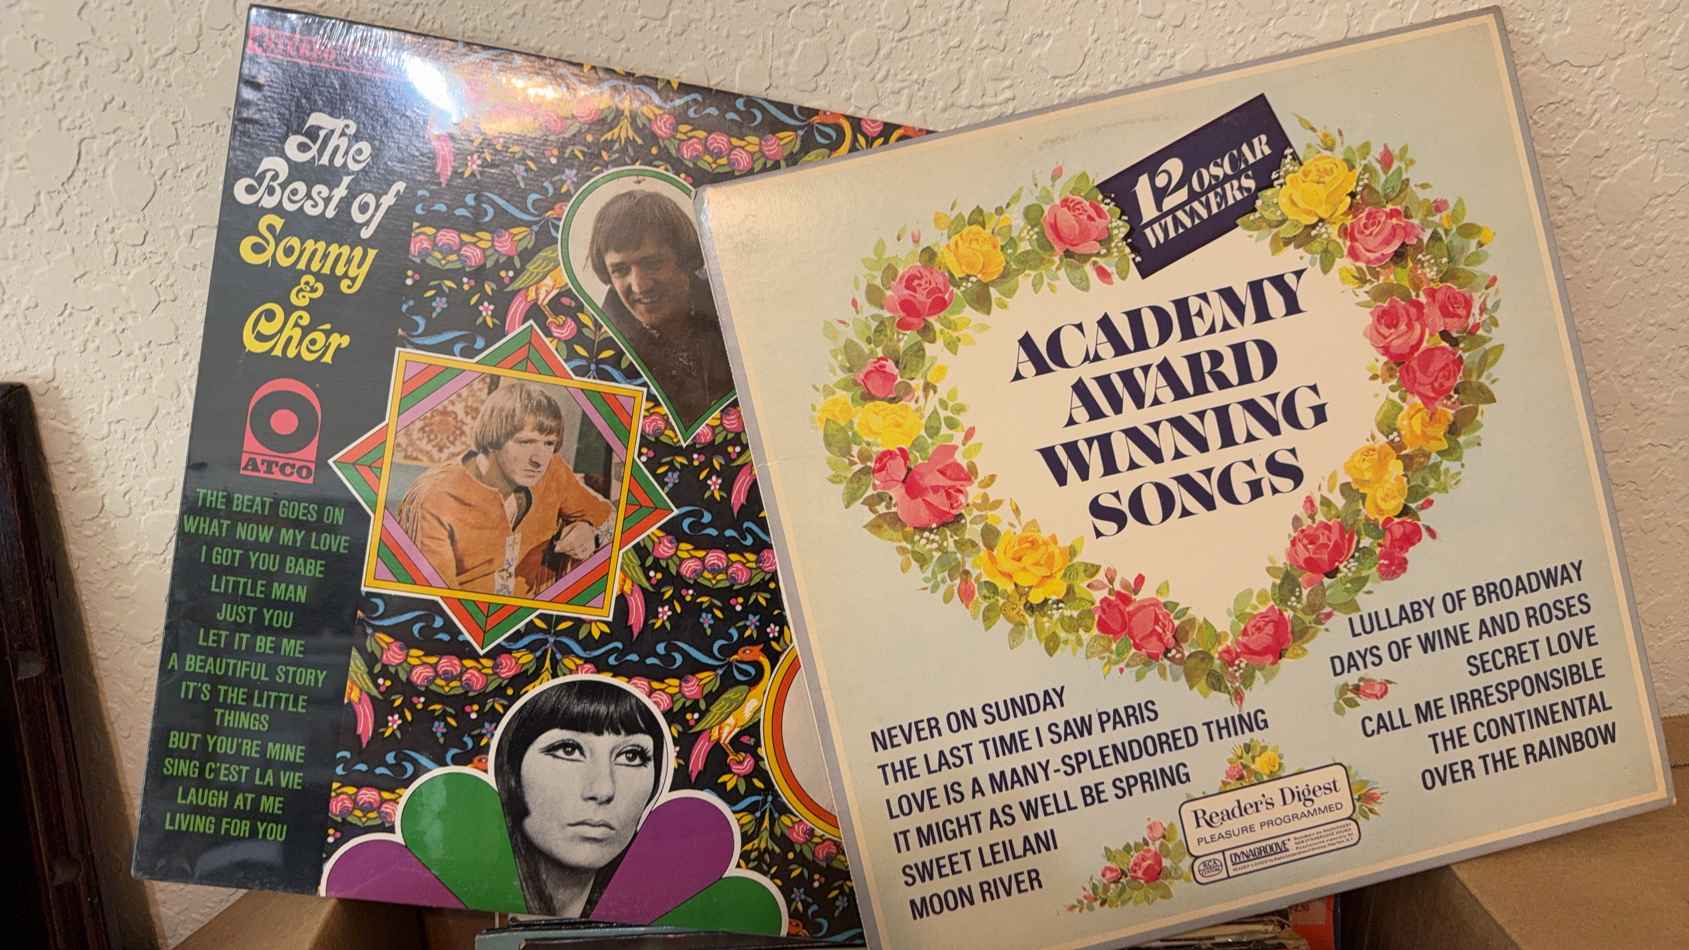 The
Best of
Sonny
&
Chér
ATCO
THE BEAT GOES ON
WHAT NOW MY LOVE
I GOT YOU BABE
LITTLE MAN
JUST YOU
LET IT BE ME
A BEAUTIFUL STORY
IT'S THE LITTLE
THINGS
BUT YOU'RE MINE
SING C'EST LA VIE
LAUGH AT ME
LIVING FOR YOU
12 OSCAR
WINNERS
ACADEMY
AWARD
WINNING
SONGS
NEVER ON SUNDAY
THE LAST TIME I SAW PARIS
LOVE IS A MANY-SPLENDORED THING
IT MIGHT AS WELL BE SPRING
SWEET LEILANI
MOON RIVER
LULLABY OF BROADWAY
DAYS OF WINE AND ROSES
SECRET LOVE
CALL ME IRRESPONSIBLE
THE CONTINENTAL
OVER THE RAINBOW
Reader's Digest
PLEASURE PROGRAMMED
RCA
DYNAGROOVE